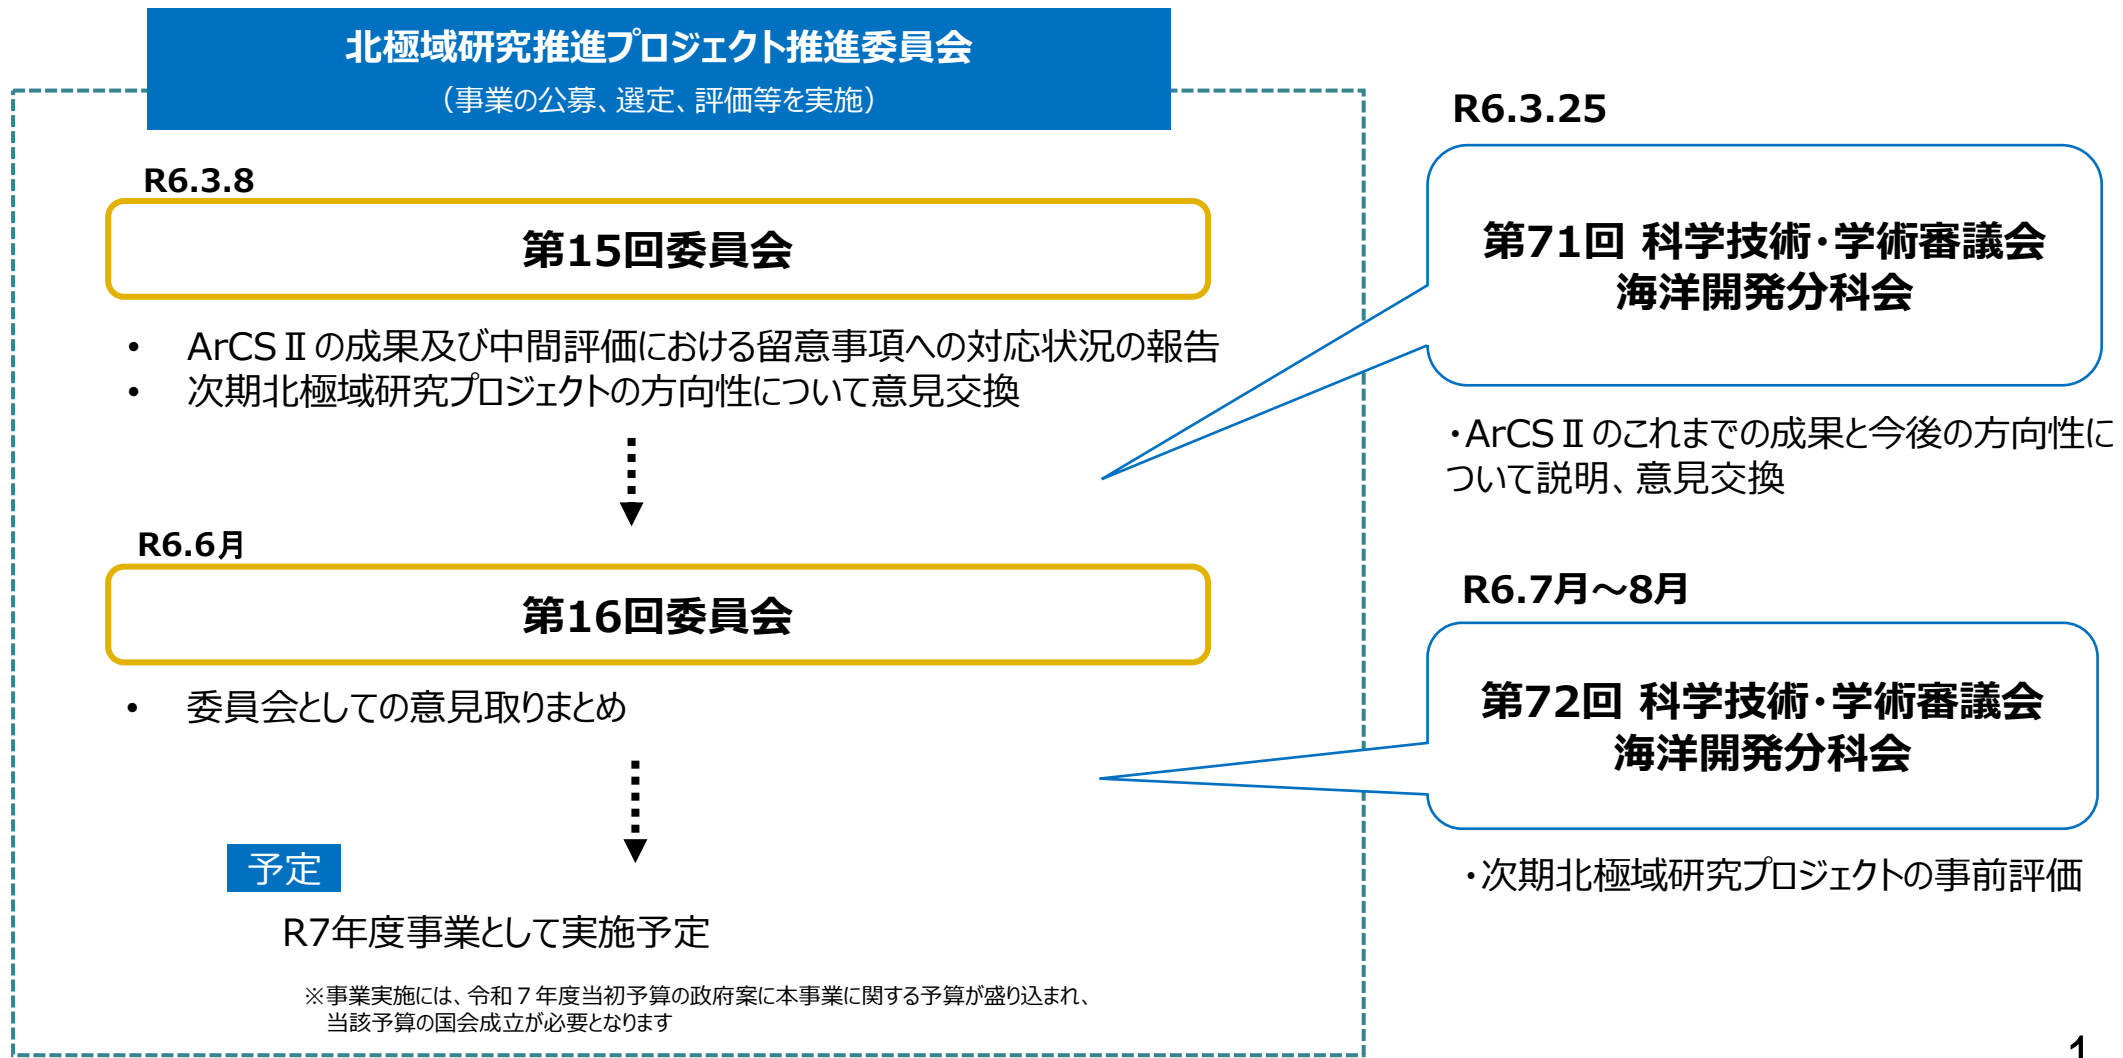 北極域研究推進プロジェクト推進委員会
（事業の公募、選定、評価等を実施）
R6.3.8
第15回委員会
• ArCSⅡの成果及び中間評価における留意事項への対応状況の報告
• 次期北極域研究プロジェクトの方向性について意見交換
R6.6月
第16回委員会
• 委員会としての意見取りまとめ
予定
R7年度事業として実施予定
※事業実施には、令和７年度当初予算の政府案に本事業に関する予算が盛り込まれ、
当該予算の国会成立が必要となります
R6.3.25
第71回 科学技術・学術審議会
海洋開発分科会
・ArCSⅡのこれまでの成果と今後の方向性に
ついて説明、意見交換
R6.7月～8月
第72回 科学技術・学術審議会
海洋開発分科会
・次期北極域研究プロジェクトの事前評価
1